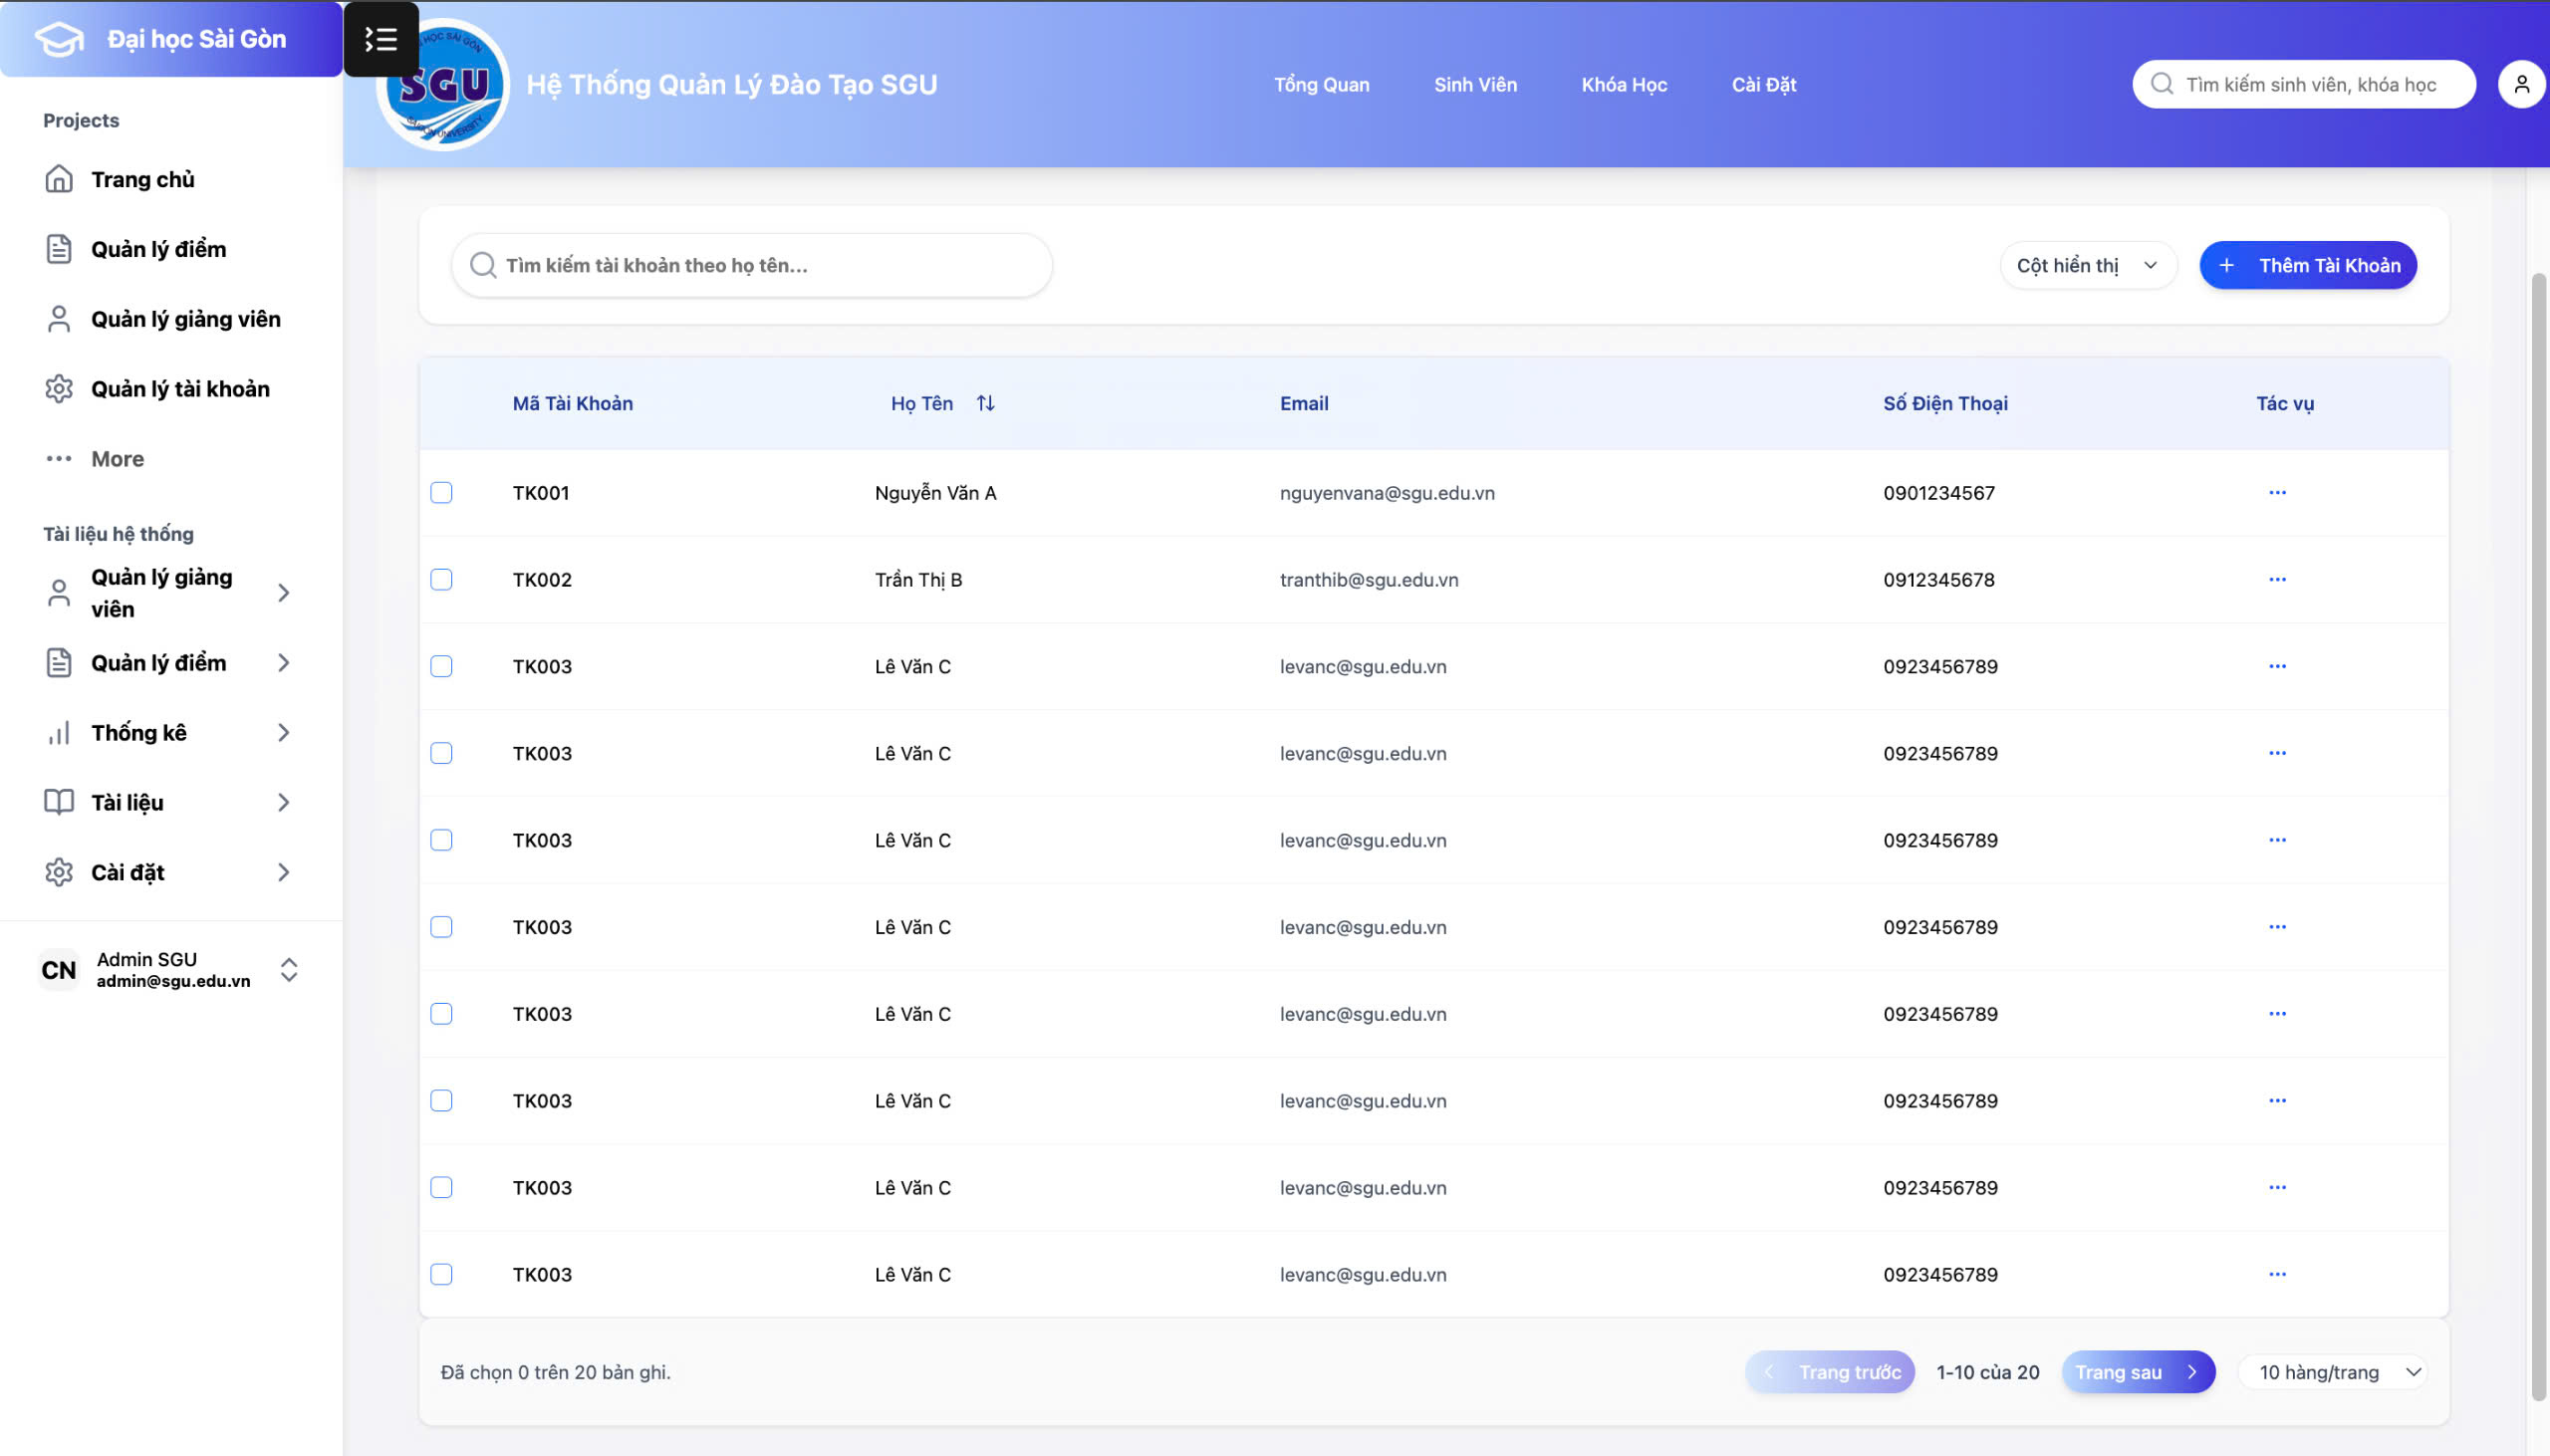 Đại học Sài Gòn
Projects
Trang chủ
Quản lý điểm
Quản lý giảng viên
Quản lý tài khoản
More
Tài liệu hệ thống
Quản lý giảng
viên
Quản lý điểm
Thống kê
Tài liệu
Cài đặt
CN
Admin SGU
admin@sgu.edu.vn
HỌC SÀI GÒN
SGU
SAIGON UNIVERSITY
Hệ Thống Quản Lý Đào Tạo SGU
Tổng Quan Sinh Viên Khóa Học Cài Đặt
Tìm kiếm sinh viên, khóa học
Tìm kiếm tài khoản theo họ tên...
Cột hiển thị
Thêm Tài Khoản
Mã Tài Khoản Họ Tên Email Số Điện Thoại Tác vụ
TK001 Nguyễn Văn A nguyenvana@sgu.edu.vn 0901234567
TK002 Trần Thị B tranthib@sgu.edu.vn 0912345678
TK003 Lê Văn C levanc@sgu.edu.vn 0923456789
TK003 Lê Văn C levanc@sgu.edu.vn 0923456789
TK003 Lê Văn C levanc@sgu.edu.vn 0923456789
TK003 Lê Văn C levanc@sgu.edu.vn 0923456789
TK003 Lê Văn C levanc@sgu.edu.vn 0923456789
TK003 Lê Văn C levanc@sgu.edu.vn 0923456789
TK003 Lê Văn C levanc@sgu.edu.vn 0923456789
TK003 Lê Văn C levanc@sgu.edu.vn 0923456789
Đã chọn 0 trên 20 bản ghi.
Trang trước
1-10 của 20
Trang sau
10 hàng/trang